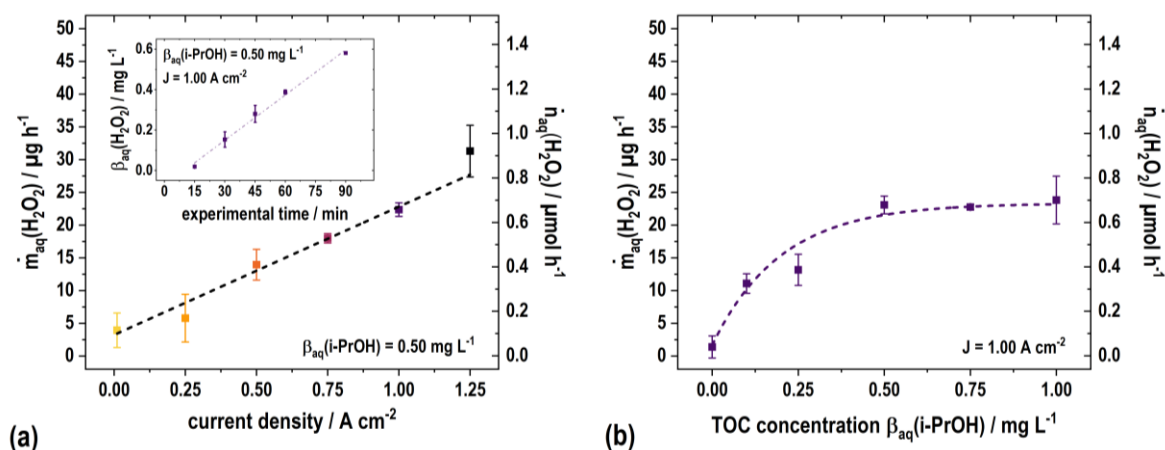 50
45
40
35
30
25
20
15
10
5
0
ṁaq(H2O2) / µg h-1
1.4
1.2
1.0
0.8
0.6
0.4
0.2
0.0
ṅaq(H2O2) / µmol h-1
0.6
0.4
0.2
0.0
βaq(H2O2) / mg L-1
βaq(i-PrOH) = 0.50 mg L-1
J = 1.00 A cm-2
0 15 30 45 60 75 90
experimental time / min
βaq(i-PrOH) = 0.50 mg L-1
0.00 0.25 0.50 0.75 1.00 1.25
current density / A cm-2
(a)
50
45
40
35
30
25
20
15
10
5
0
ṁaq(H2O2) / µg h-1
1.4
1.2
1.0
0.8
0.6
0.4
0.2
0.0
ṅaq(H2O2) / µmol h-1
J = 1.00 A cm-2
0.00 0.25 0.50 0.75 1.00
TOC concentration βaq(i-PrOH) / mg L-1
(b)